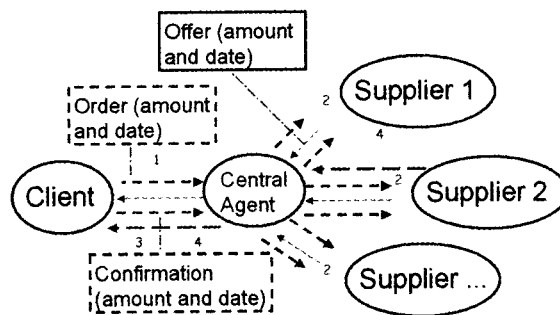 Offer (amount
and date)
Supplier 1
2
4
Order (amount
and date)
1
Client
Central
Agent
2
Supplier 2
3
4
2
Supplier ...
Confirmation
(amount and date)